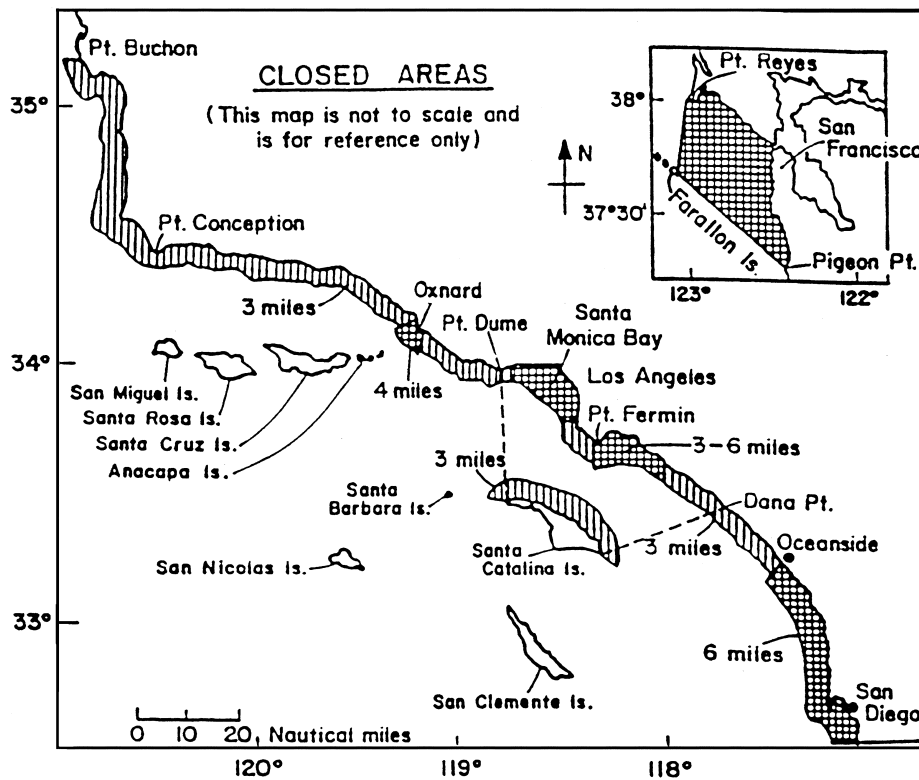 Pt. Buchon
CLOSED AREAS
(This map is not to scale and
is for reference only)
N
Pt. Reyes
38°
San
Francisco
37°30'
Farallon Is.
Pigeon Pt.
123°
122°
35°
Pt. Conception
3 miles
Oxnard
Pt. Dume
Santa
Monica Bay
34°
4 miles
Los Angeles
San Miguel Is.
Santa Rosa Is.
Santa Cruz Is.
Anacapa Is.
Pt. Fermin
3-6 miles
3 miles
Santa
Barbara Is.
Dana Pt.
3 miles
Oceanside
Santa
Catalina Is.
San Nicolas Is.
33°
6 miles
San Clemente Is.
San
Diego
0 10 20 Nautical miles
120°
119°
118°